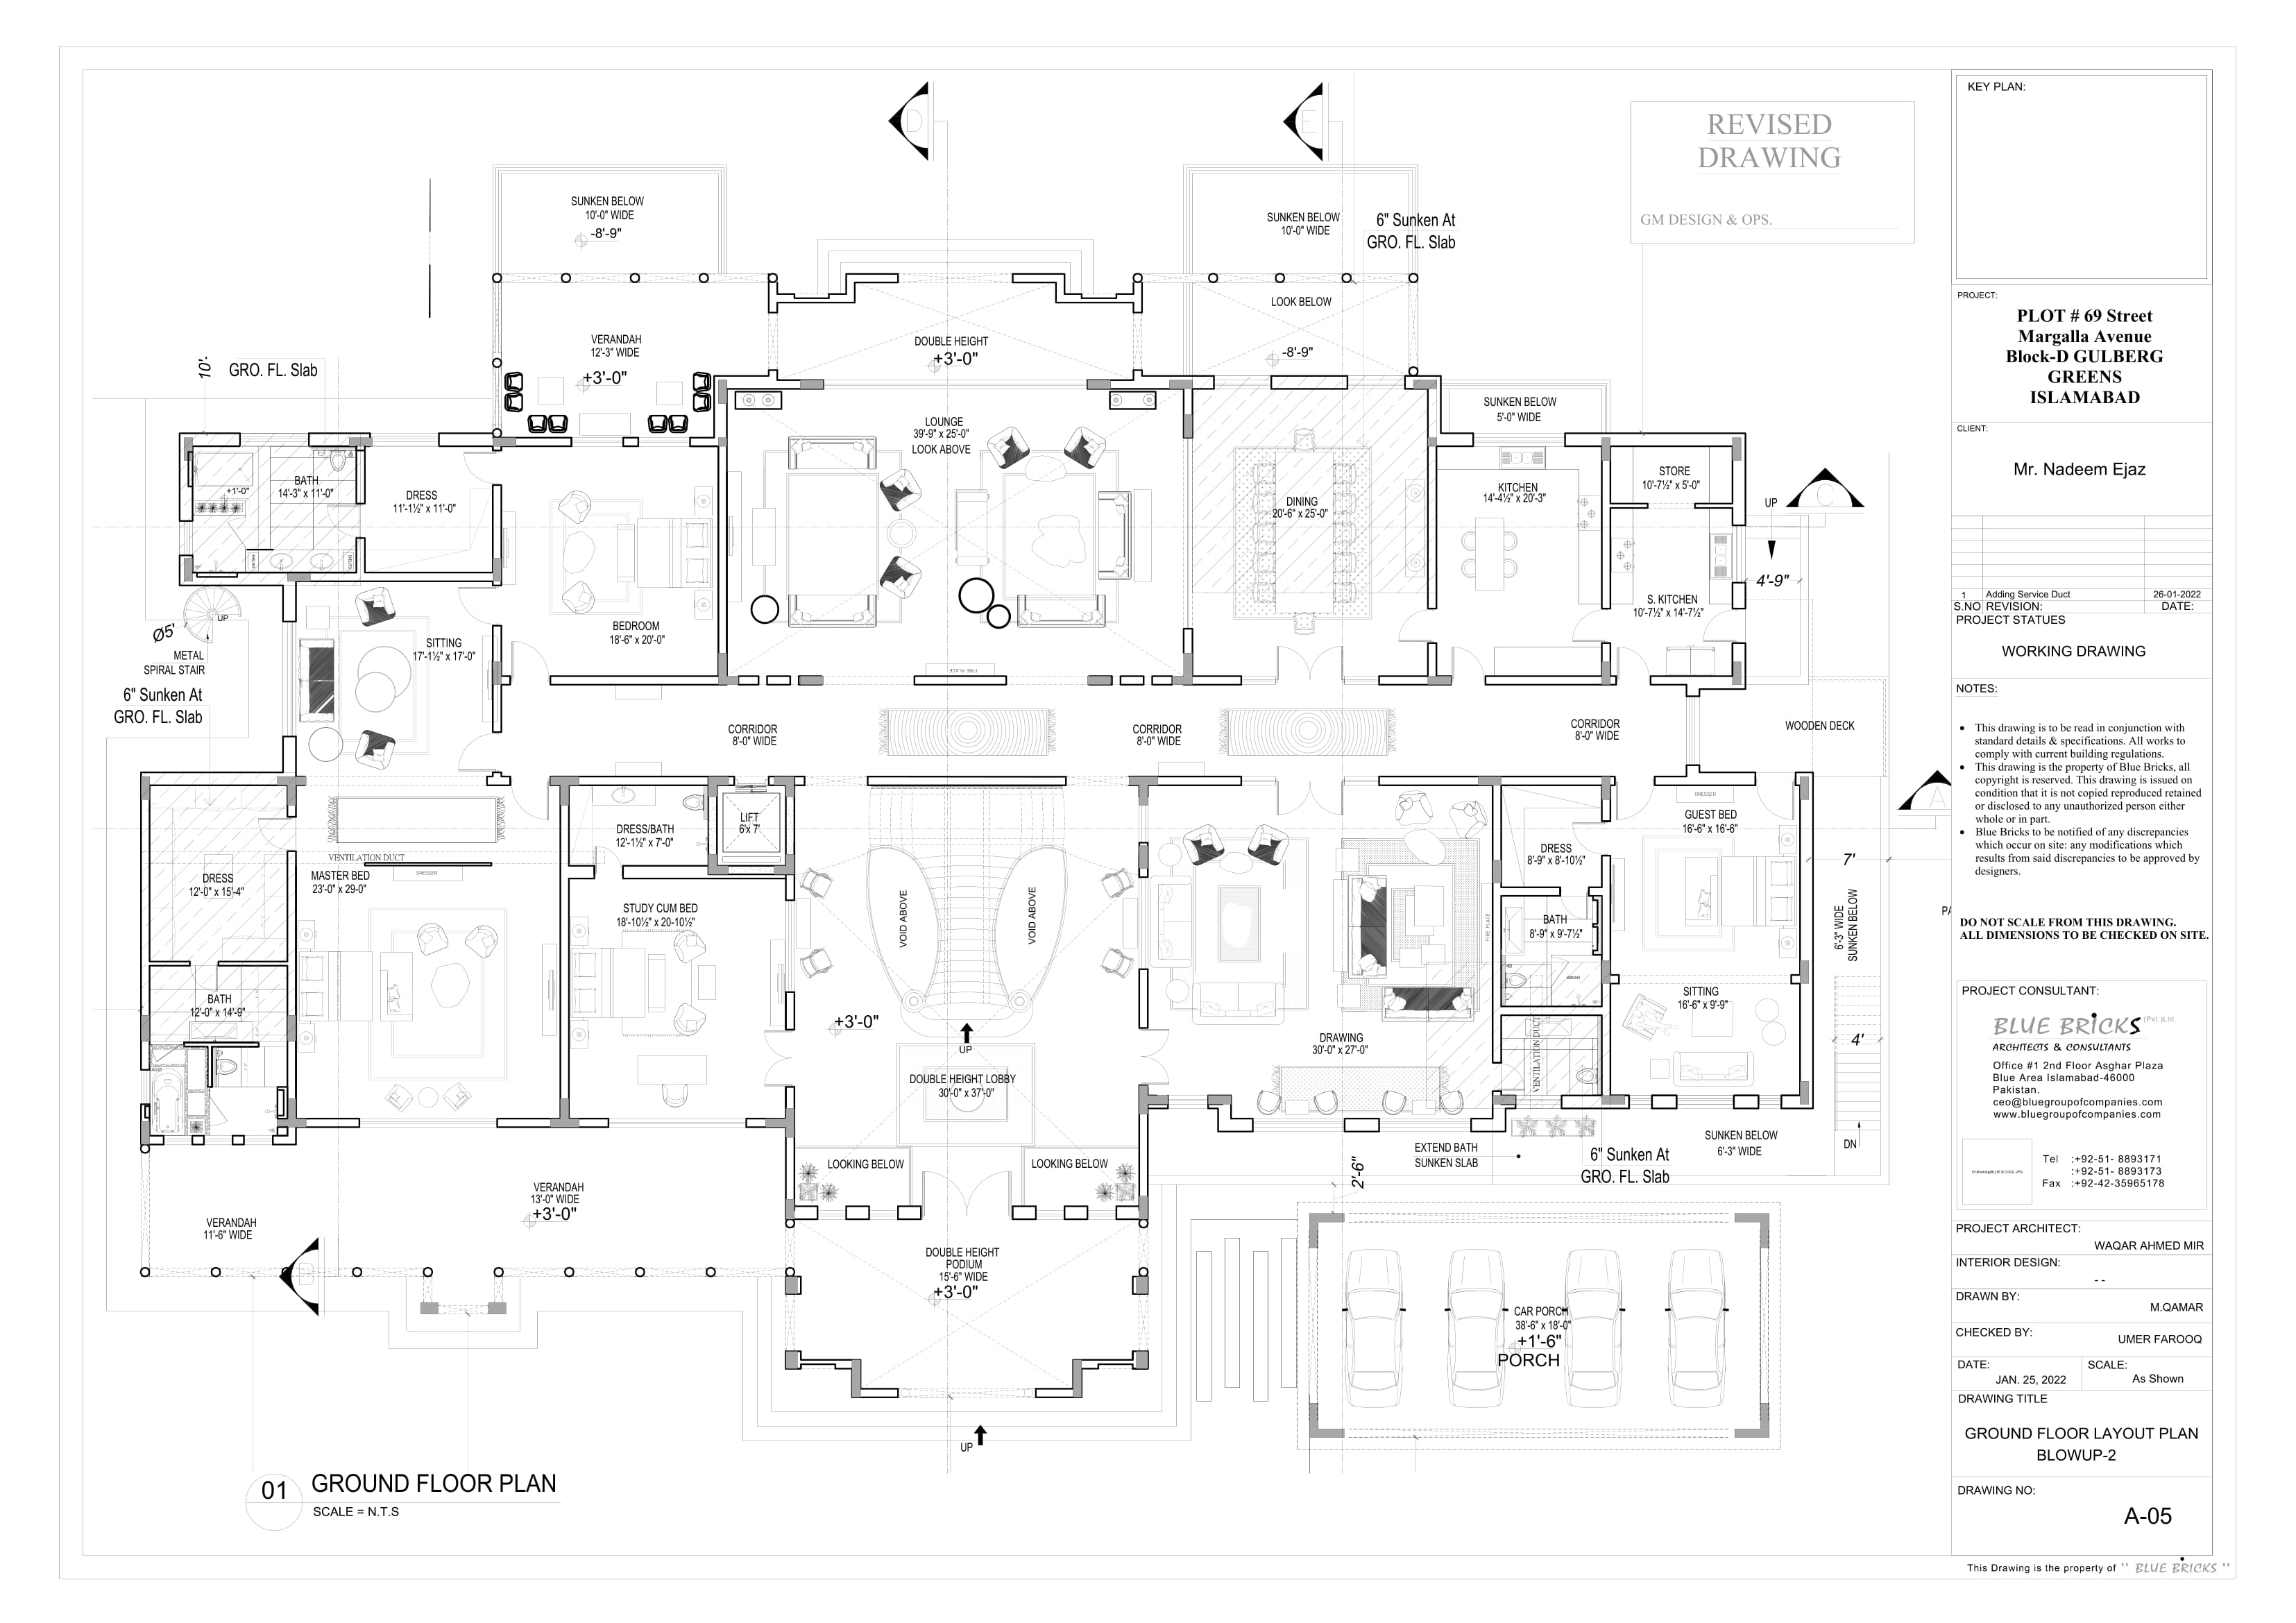 REVISED
DRAWING
GM DESIGN & OPS.
D
E
SUNKEN BELOW
10'-0" WIDE
-8'-9"
SUNKEN BELOW
10'-0" WIDE
6" Sunken At
GRO. FL. Slab
LOOK BELOW
-8'-9"
VERANDAH
12'-3" WIDE
+3'-0"
DOUBLE HEIGHT
+3'-0"
10'-
GRO. FL. Slab
SUNKEN BELOW
5'-0" WIDE
LOUNGE
39'-9" x 25'-0"
LOOK ABOVE
BATH
14'-3" x 11'-0"
+1'-0"
DRESS
11'-1½" x 11'-0"
DINING
20'-6" x 25'-0"
KITCHEN
14'-4½" x 20'-3"
STORE
10'-7½" x 5'-0"
UP
C
4'-9"
S. KITCHEN
10'-7½" x 14'-7½"
BEDROOM
18'-6" x 20'-0"
UP
Ø5'
METAL
SPIRAL STAIR
SITTING
17'-1½" x 17'-0"
6" Sunken At
GRO. FL. Slab
FIRE PLACE
CORRIDOR
8'-0" WIDE
CORRIDOR
8'-0" WIDE
CORRIDOR
8'-0" WIDE
WOODEN DECK
A
DRESSER
GUEST BED
16'-6" x 16'-6"
LIFT
6'x 7'
DRESS/BATH
12'-1½" x 7'-0"
VENTILATION DUCT
MASTER BED
23'-0" x 29-0"
DRESSER
DRESS
12'-0" x 15'-4"
DRESS
8'-9" x 8'-10½"
7'
STUDY CUM BED
18'-10½" x 20-10½"
VOID ABOVE
VOID ABOVE
FIRE PLACE
BATH
8'-9" x 9'-7½"
6'-3" WIDE
SUNKEN BELOW
BATH
12'-0" x 14'-9"
SITTING
16'-6" x 9'-9"
+3'-0"
UP
DRAWING
30'-0" x 27'-0"
4'
VENTILATION DUCT
DOUBLE HEIGHT LOBBY
30'-0" x 37'-0"
LOOKING BELOW
LOOKING BELOW
EXTEND BATH
SUNKEN SLAB
6" Sunken At
GRO. FL. Slab
SUNKEN BELOW
6'-3" WIDE
DN
2'-6"
VERANDAH
13'-0" WIDE
+3'-0"
VERANDAH
11'-6" WIDE
B
DOUBLE HEIGHT
PODIUM
15'-6" WIDE
+3'-0"
CAR PORCH
38'-6" x 18'-0"
+1'-6"
PORCH
UP
01
GROUND FLOOR PLAN
SCALE = N.T.S
KEY PLAN:
PROJECT:
PLOT # 69 Street
Margalla Avenue
Block-D GULBERG
GREENS
ISLAMABAD
CLIENT:
Mr. Nadeem Ejaz
1 Adding Service Duct 26-01-2022
S.NO REVISION: DATE:
PROJECT STATUES
WORKING DRAWING
NOTES:
• This drawing is to be read in conjunction with
standard details & specifications. All works to
comply with current building regulations.
• This drawing is the property of Blue Bricks, all
copyright is reserved. This drawing is issued on
condition that it is not copied reproduced retained
or disclosed to any unauthorized person either
whole or in part.
• Blue Bricks to be notified of any discrepancies
which occur on site: any modifications which
results from said discrepancies to be approved by
designers.
PA
DO NOT SCALE FROM THIS DRAWING.
ALL DIMENSIONS TO BE CHECKED ON SITE.
PROJECT CONSULTANT:
BLUE BRiCKS (Pvt.)Ltd.
ARCHITECTS & CONSULTANTS
Office #1 2nd Floor Asghar Plaza
Blue Area Islamabad-46000
Pakistan.
ceo@bluegroupofcompanies.com
www.bluegroupofcompanies.com
Tel :+92-51- 8893171
:+92-51- 8893173
Fax :+92-42-35965178
PROJECT ARCHITECT:
WAQAR AHMED MIR
INTERIOR DESIGN:
- -
DRAWN BY:
M.QAMAR
CHECKED BY:
UMER FAROOQ
DATE: SCALE:
JAN. 25, 2022 As Shown
DRAWING TITLE
GROUND FLOOR LAYOUT PLAN
BLOWUP-2
DRAWING NO:
A-05
This Drawing is the property of '' BLUE BRiCKS ''